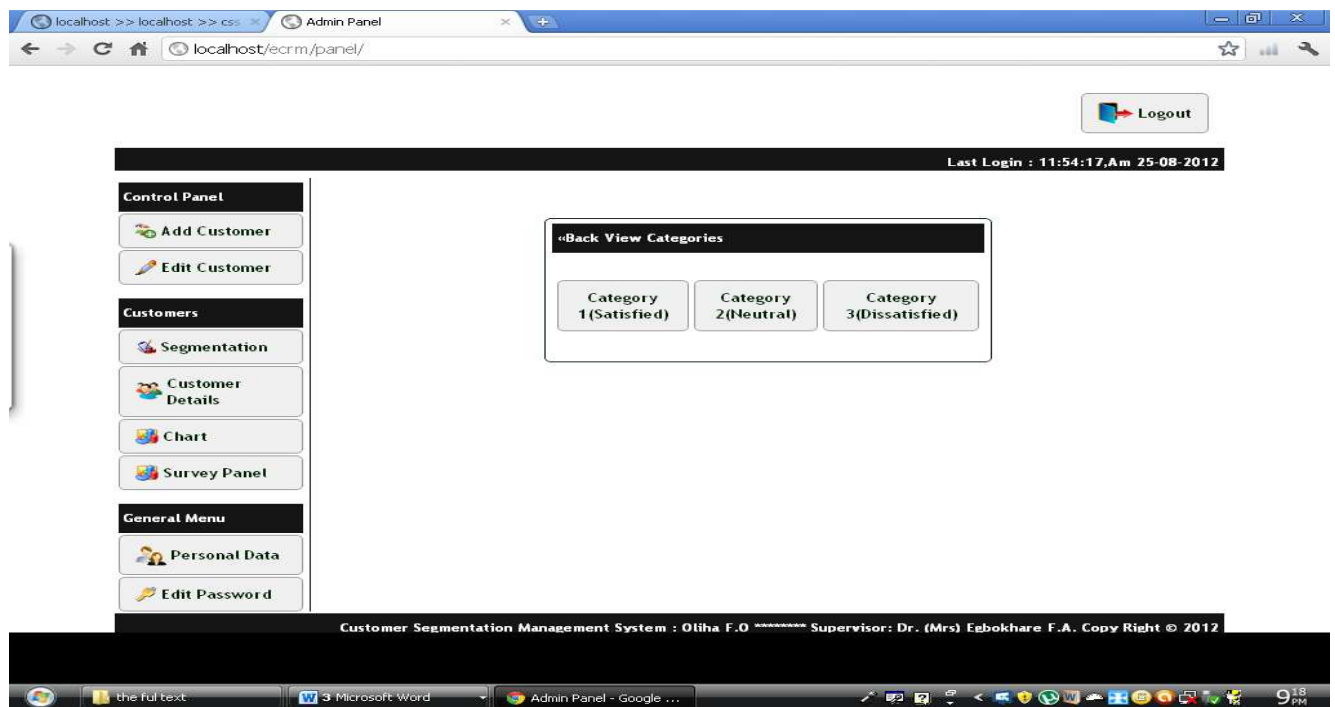 localhost >> localhost >> css
Admin Panel
localhost/ecrm/panel/
Logout
Last Login : 11:54:17,Am 25-08-2012
Control Panel
Add Customer
Edit Customer
Customers
Segmentation
Customer
Details
Chart
Survey Panel
General Menu
Personal Data
Edit Password
«Back View Categories
Category
1(Satisfied)
Category
2(Neutral)
Category
3(Dissatisfied)
Customer Segmentation Management System : Oliha F.O ******** Supervisor: Dr. (Mrs) Egbokhare F.A. Copy Right © 2012
the ful text
3 Microsoft Word
Admin Panel - Google ...
9 18 PM